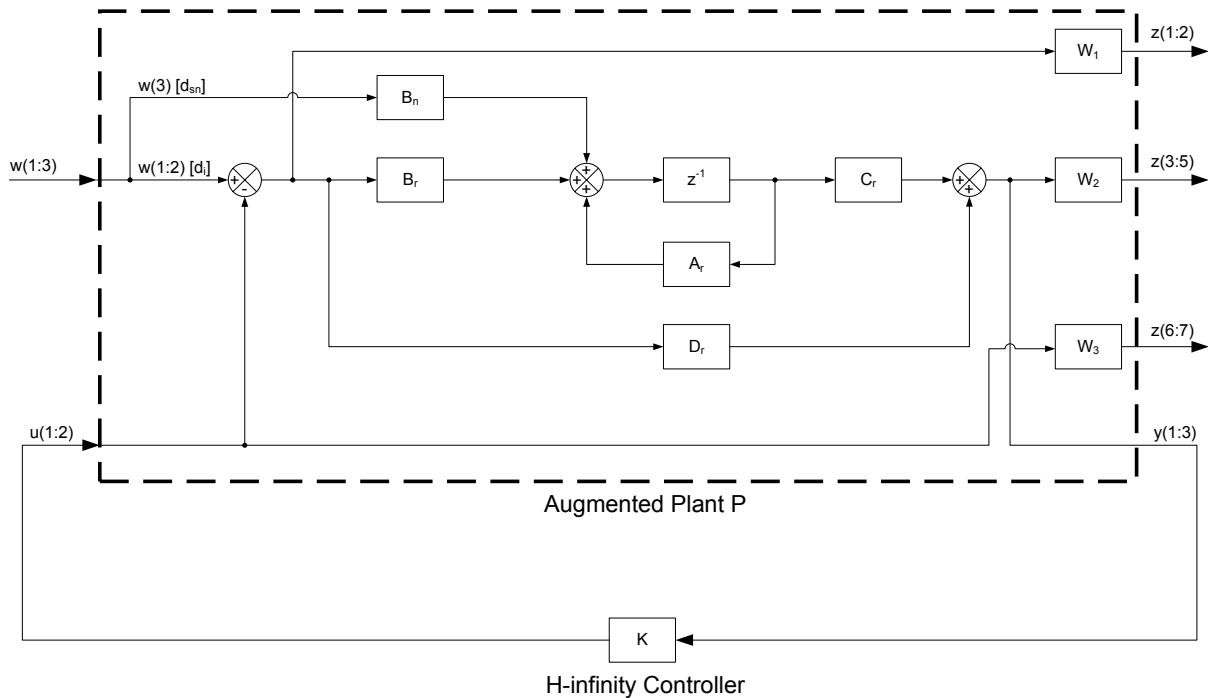 z(1:2)
W₁
w(3) [dₛₙ]
Bₙ
w(1:3)
w(1:2) [dᵢ]
+
-
Bᵣ
+
+
+
z⁻¹
Cᵣ
+
+
W₂
z(3:5)
Aᵣ
Dᵣ
W₃
z(6:7)
u(1:2)
y(1:3)
Augmented Plant P
K
H-infinity Controller